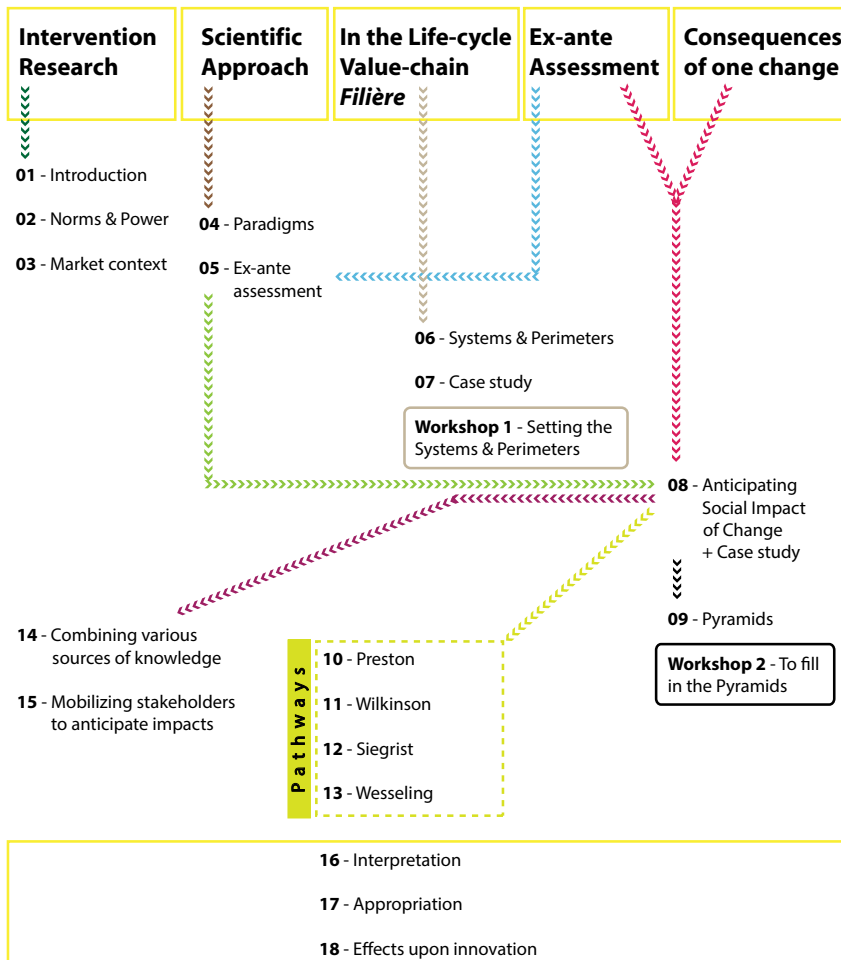 Intervention
Research
Scientific
Approach
In the Life-cycle
Value-chain
Filière
Ex-ante
Assessment
Consequences
of one change
01 - Introduction
02 - Norms & Power
03 - Market context
04 - Paradigms
05 - Ex-ante
assessment
06 - Systems & Perimeters
07 - Case study
Workshop 1 - Setting the
Systems & Perimeters
08 - Anticipating
Social Impact
of Change
+ Case study
09 - Pyramids
Workshop 2 - To fill
in the Pyramids
14 - Combining various
sources of knowledge
15 - Mobilizing stakeholders
to anticipate impacts
Pathways
10 - Preston
11 - Wilkinson
12 - Siegrist
13 - Wesseling
16 - Interpretation
17 - Appropriation
18 - Effects upon innovation